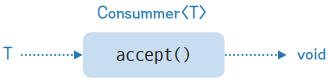 Consummer<T>
T
accept()
void